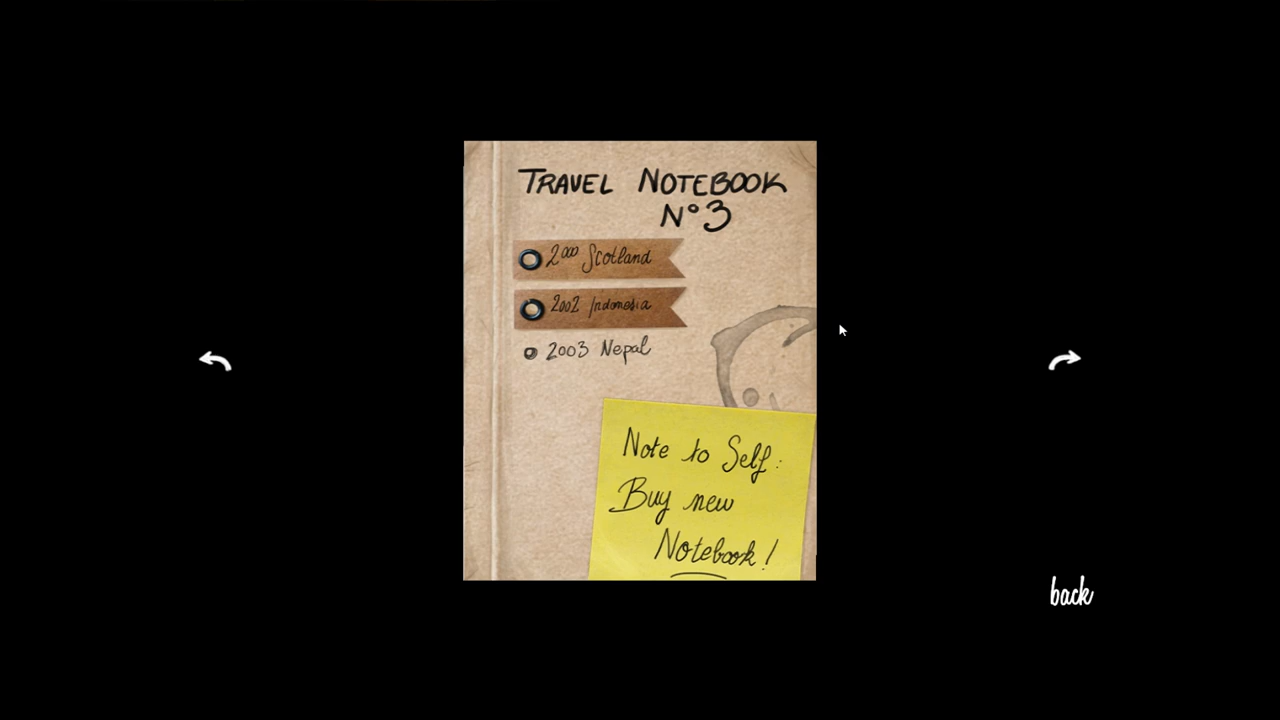 TRAVEL NOTEBOOK
N°3
2000 Scotland
2002 Indonesia
2003 Nepal
Note to Self:
Buy new
Notebook!
back